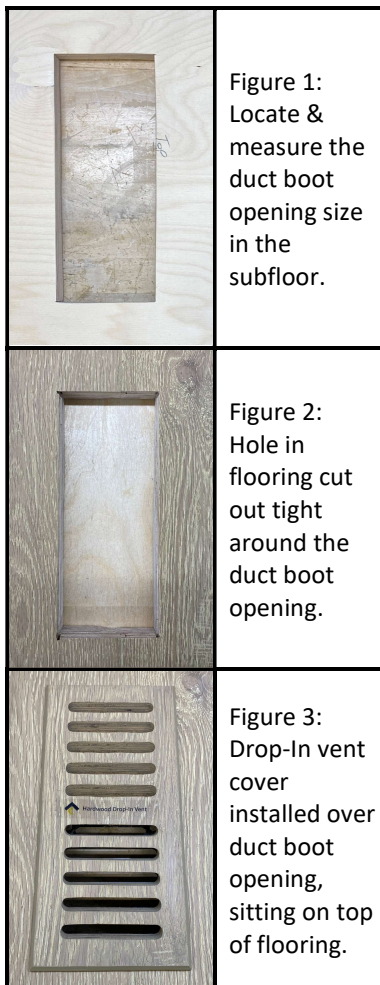 Top
Figure 1:
Locate &
measure the
duct boot
opening size
in the
subfloor.
Figure 2:
Hole in
flooring cut
out tight
around the
duct boot
opening.
Hardwood Drop-In Vent
Figure 3:
Drop-In vent
cover
installed over
duct boot
opening,
sitting on top
of flooring.